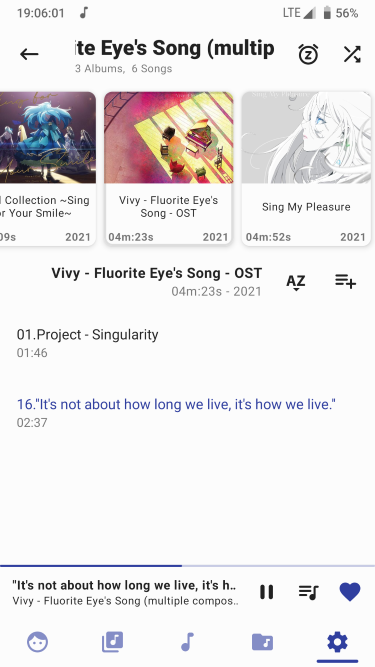 19:06:01
LTE
56%
ite Eye's Song (multip
3 Albums, 6 Songs
l Collection ~Sing
or Your Smile~
09s
2021
Vivy - Fluorite Eye's
Song - OST
04m:23s
2021
Sing My Pleasure
04m:52s
2021
Vivy - Fluorite Eye's Song - OST
04m:23s - 2021
AZ
01.Project - Singularity
01:46
16."It's not about how long we live, it's how we live."
02:37
"It's not about how long we live, it's h..
Vivy - Fluorite Eye's Song (multiple compos..